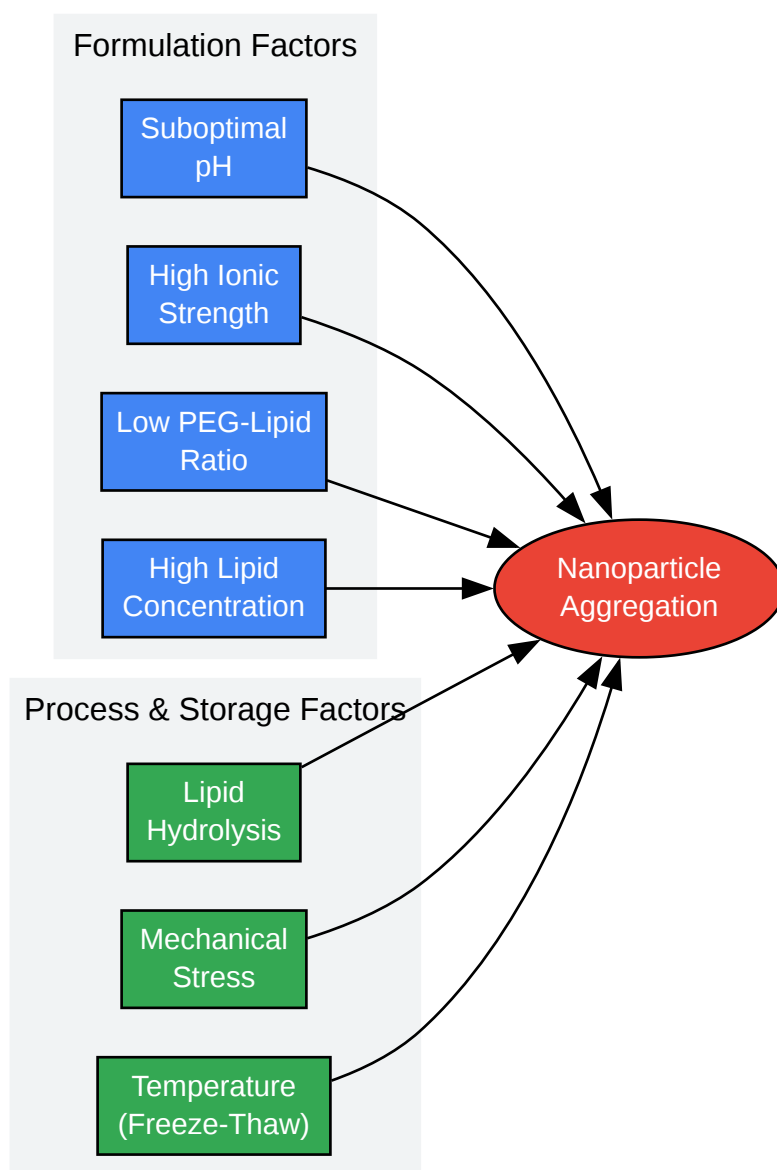 Formulation Factors
Suboptimal
pH
High Ionic
Strength
Low PEG-Lipid
Ratio
High Lipid
Concentration
Nanoparticle
Aggregation
Process & Storage Factors
Lipid
Hydrolysis
Mechanical
Stress
Temperature
(Freeze-Thaw)